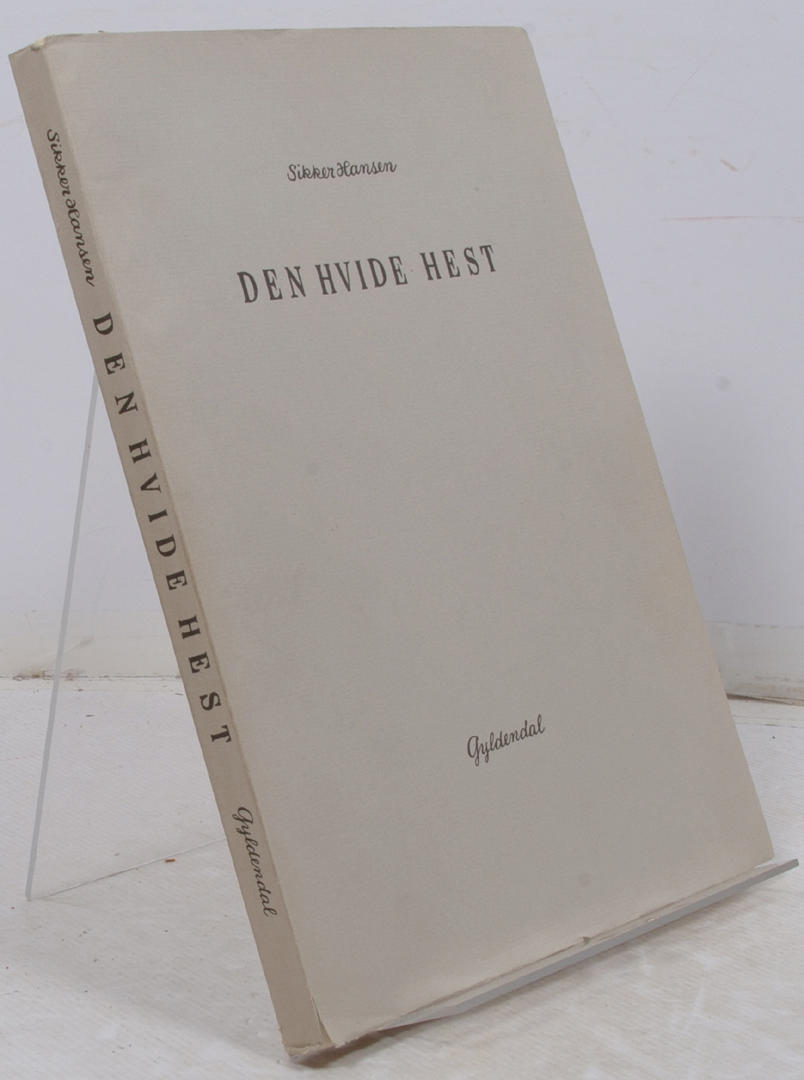 Sikker Hansen
DEN HVIDE HEST
Gyldendal
Sikker Hansen DEN HVIDE HEST Gyldendal